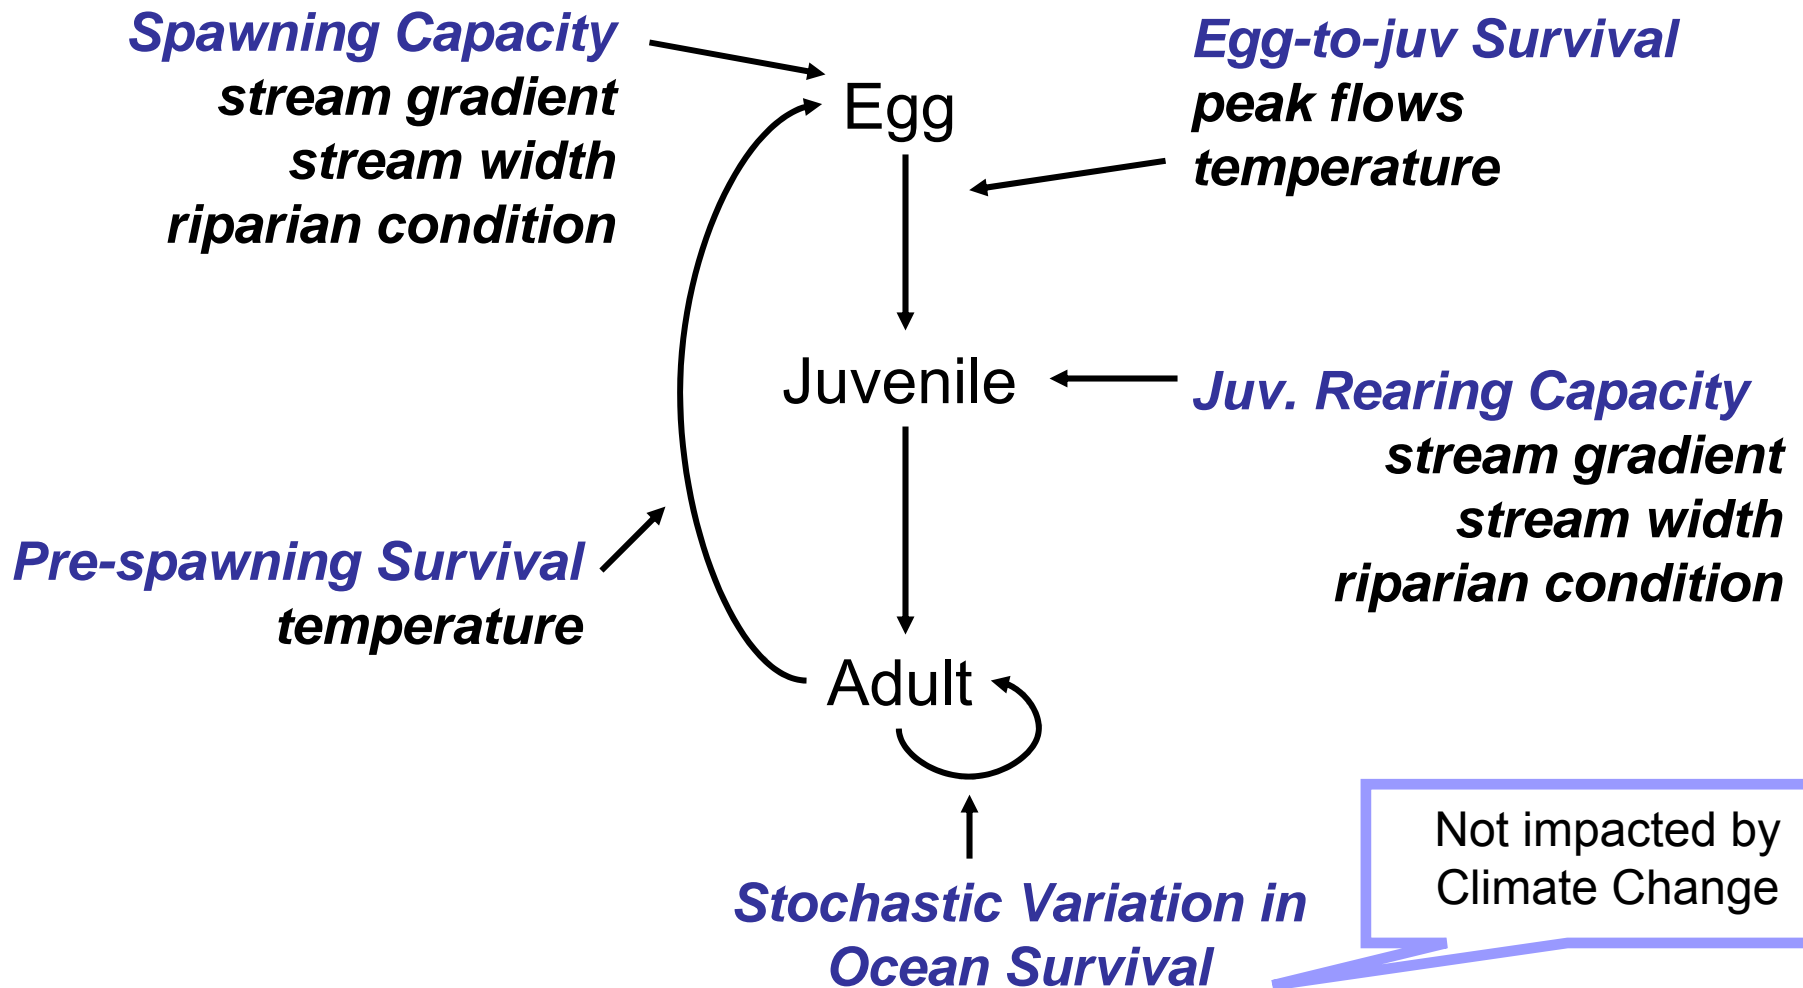 Spawning Capacity
stream gradient
stream width
riparian condition
Egg
Egg-to-juv Survival
peak flows
temperature
Juvenile
Juv. Rearing Capacity
stream gradient
stream width
riparian condition
Pre-spawning Survival
temperature
Adult
Stochastic Variation in
Ocean Survival
Not impacted by
Climate Change